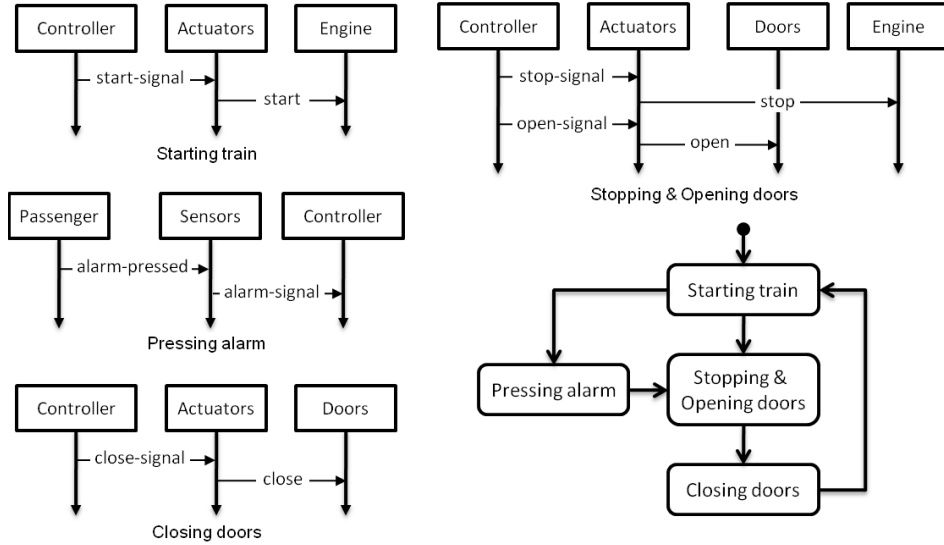 Controller Actuators Engine
start-signal
start
Starting train
Passenger Sensors Controller
alarm-pressed
alarm-signal
Pressing alarm
Controller Actuators Doors
close-signal
close
Closing doors
Controller Actuators Doors Engine
stop-signal
stop
open-signal
open
Stopping & Opening doors
Starting train
Pressing alarm
Stopping &
Opening doors
Closing doors